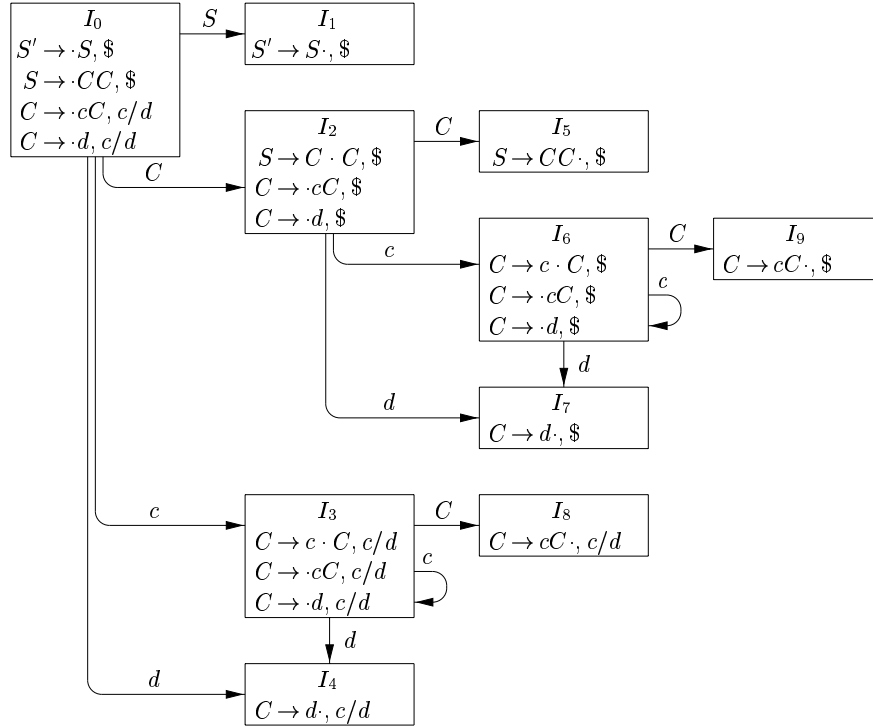 I₀
S' → ·S, $
S → ·CC, $
C → ·cC, c/d
C → ·d, c/d
S
I₁
S' → S·, $
C
I₂
S → C · C, $
C → ·cC, $
C → ·d, $
C
I₅
S → CC·, $
c
I₆
C → c · C, $
C → ·cC, $
C → ·d, $
C
I₉
C → cC·, $
c
d
d
I₇
C → d·, $
c
I₃
C → c · C, c/d
C → ·cC, c/d
C → ·d, c/d
C
I₈
C → cC·, c/d
c
d
d
I₄
C → d·, c/d